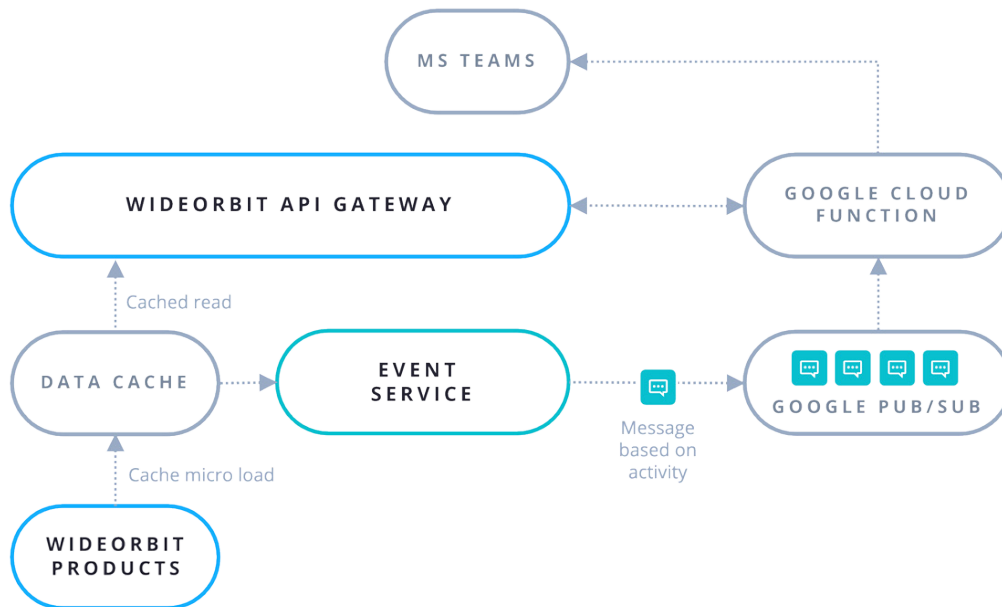 MS TEAMS
WIDEORBIT API GATEWAY
GOOGLE CLOUD
FUNCTION
Cached read
DATA CACHE
EVENT
SERVICE
GOOGLE PUB/SUB
Message
based on
activity
Cache micro load
WIDEORBIT
PRODUCTS